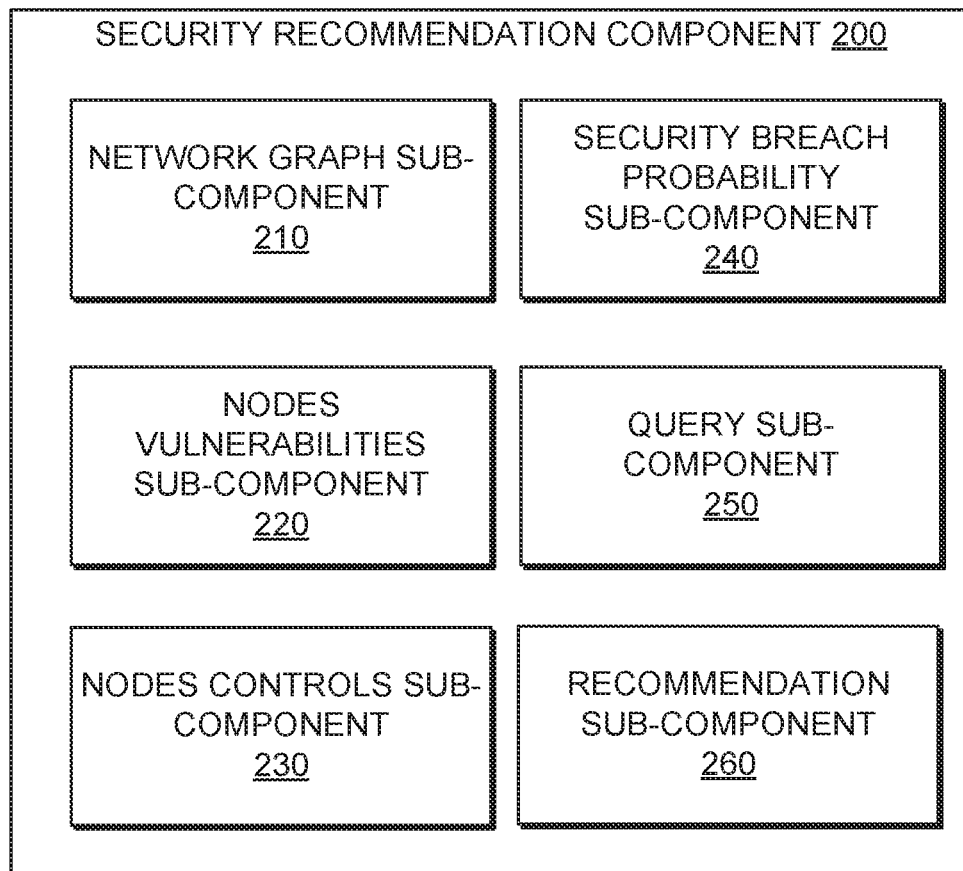 SECURITY RECOMMENDATION COMPONENT 200
NETWORK GRAPH SUB-
COMPONENT
210
SECURITY BREACH
PROBABILITY
SUB-COMPONENT
240
NODES
VULNERABILITIES
SUB-COMPONENT
220
QUERY SUB-
COMPONENT
250
NODES CONTROLS SUB-
COMPONENT
230
RECOMMENDATION
SUB-COMPONENT
260